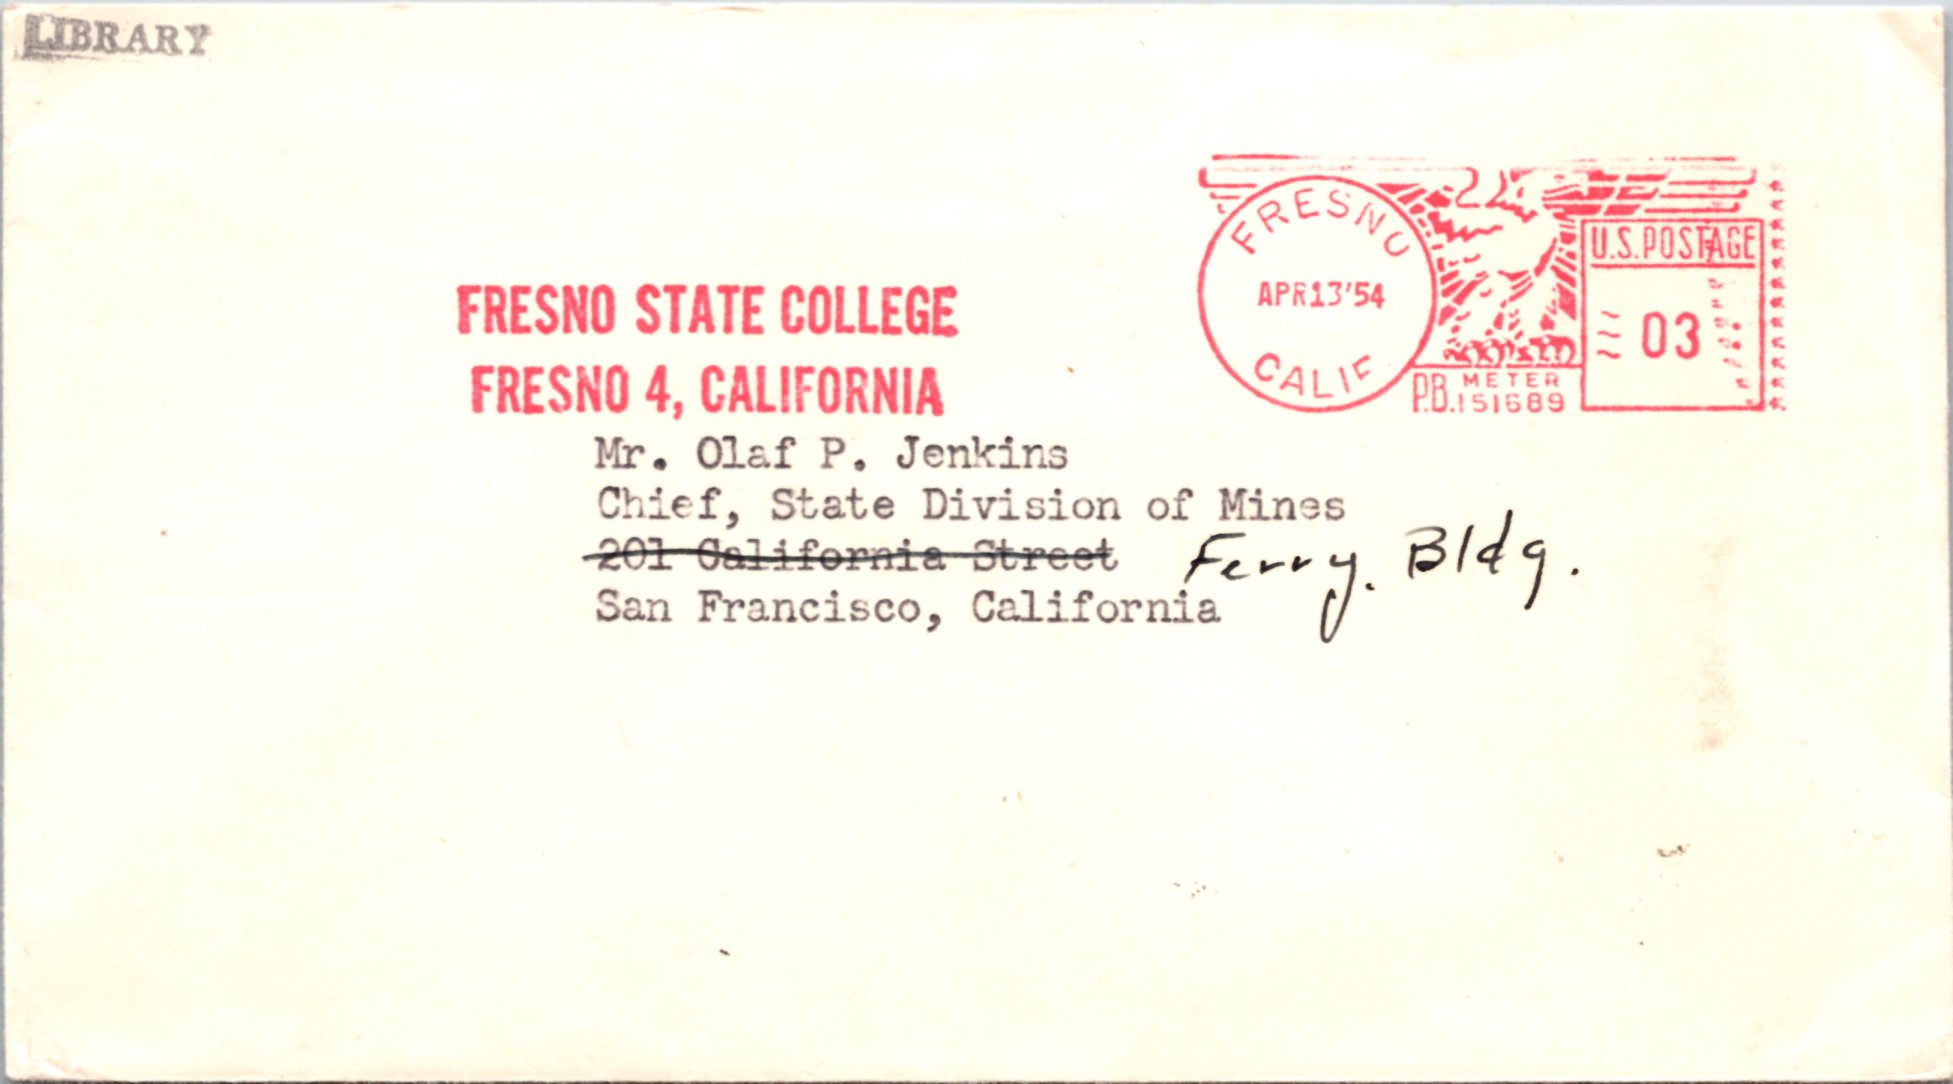 LIBRARY
FRESNO
APR 13 '54
CALIF
U.S. POSTAGE
03
P.B. METER
151689
FRESNO STATE COLLEGE
FRESNO 4, CALIFORNIA
Mr. Olaf P. Jenkins
Chief, State Division of Mines
201 California Street Ferry. Bldg.
San Francisco, California